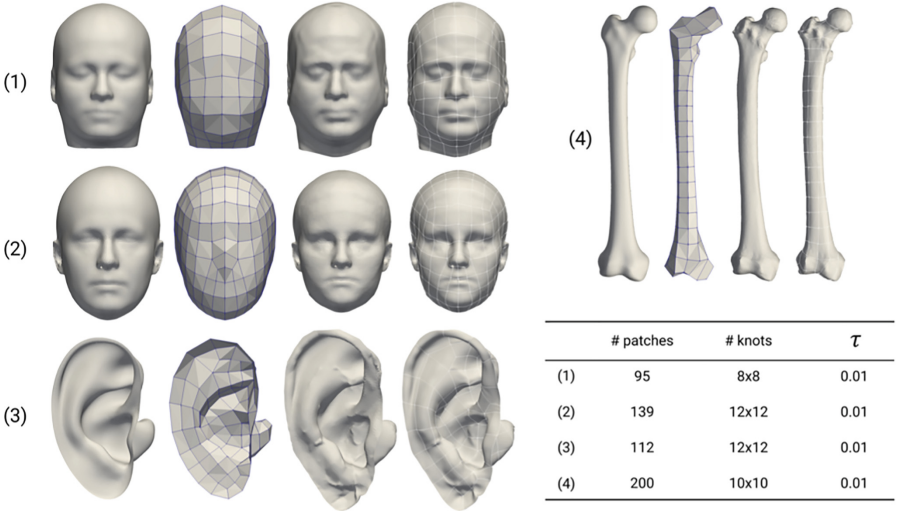 (1)
(2)
(3)
(4)
# patches # knots τ
(1) 95 8x8 0.01
(2) 139 12x12 0.01
(3) 112 12x12 0.01
(4) 200 10x10 0.01